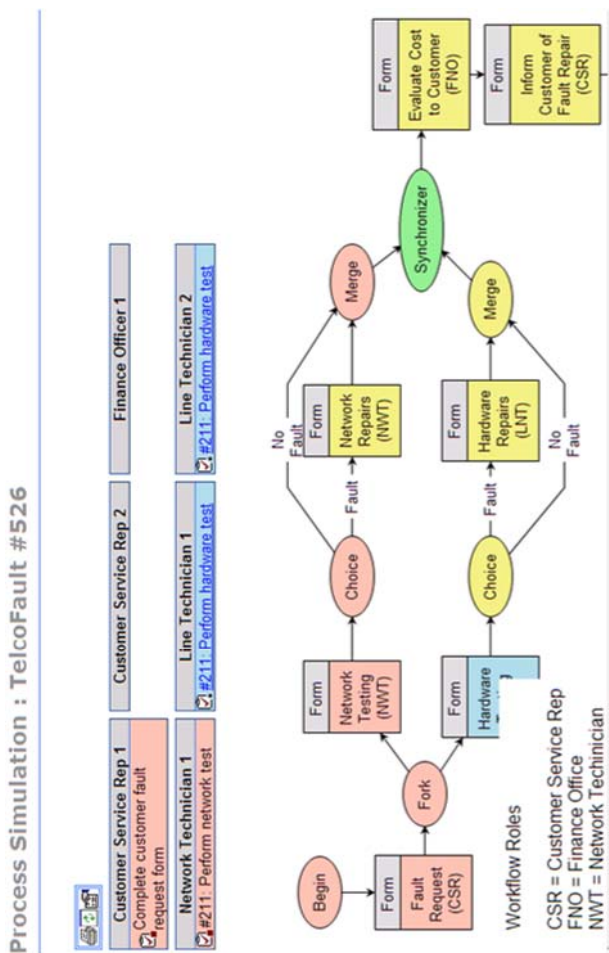 Process Simulation : TelcoFault #526
Customer Service Rep 1
Complete customer fault
request form
Customer Service Rep 2
Finance Officer 1
Network Technician 1
#211: Perform network test
Line Technician 1
#211: Perform hardware test
Line Technician 2
#211: Perform hardware test
Begin
Form
Fault
Request
(CSR)
Fork
Form
Network
Testing
(NWT)
Choice
No
Fault
Fault
Form
Network
Repairs
(NWT)
Merge
Form
Hardware
Choice
Fault
Form
Hardware
Repairs
(LNT)
No
Fault
Merge
Synchronizer
Form
Evaluate Cost
to Customer
(FNO)
Form
Inform
Customer of
Fault Repair
(CSR)
Workflow Roles
CSR = Customer Service Rep
FNO = Finance Office
NWT = Network Techinician